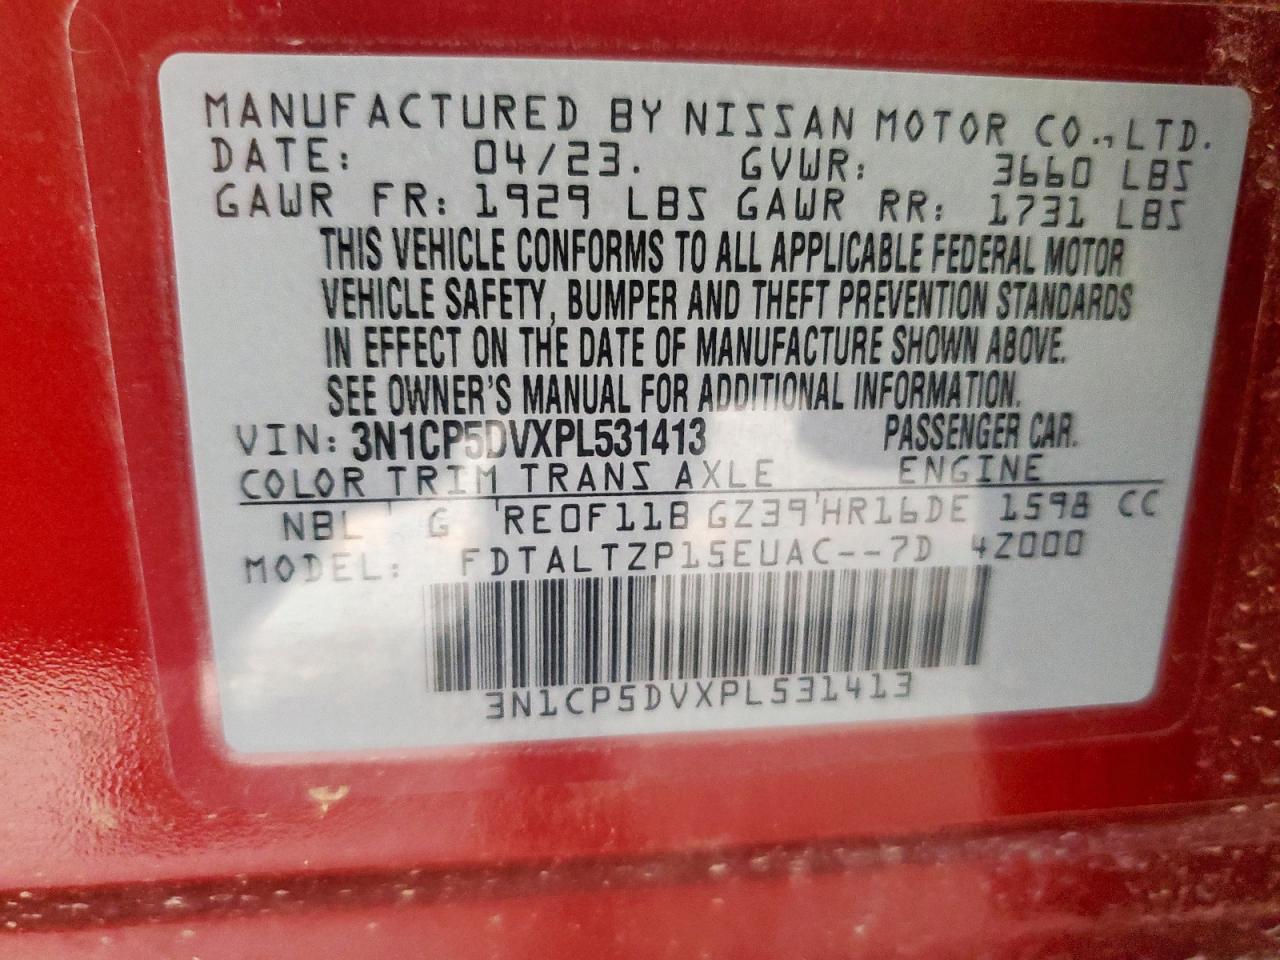 MANUFACTURED BY NISSAN MOTOR CO., LTD.
DATE: 04/23. GVWR: 3660 LBS
GAWR FR: 1929 LBS GAWR RR: 1731 LBS
THIS VEHICLE CONFORMS TO ALL APPLICABLE FEDERAL MOTOR
VEHICLE SAFETY, BUMPER AND THEFT PREVENTION STANDARDS
IN EFFECT ON THE DATE OF MANUFACTURE SHOWN ABOVE.
SEE OWNER'S MANUAL FOR ADDITIONAL INFORMATION.
VIN: 3N1CP5DVXPL531413 PASSENGER CAR.
COLOR TRIM TRANS AXLE ENGINE
NBL ' G 'RE0F11B GZ39'HR16DE 1598 CC
MODEL: FDTALTZP15EUAC--7D 4Z000
3N1CP5DVXPL531413